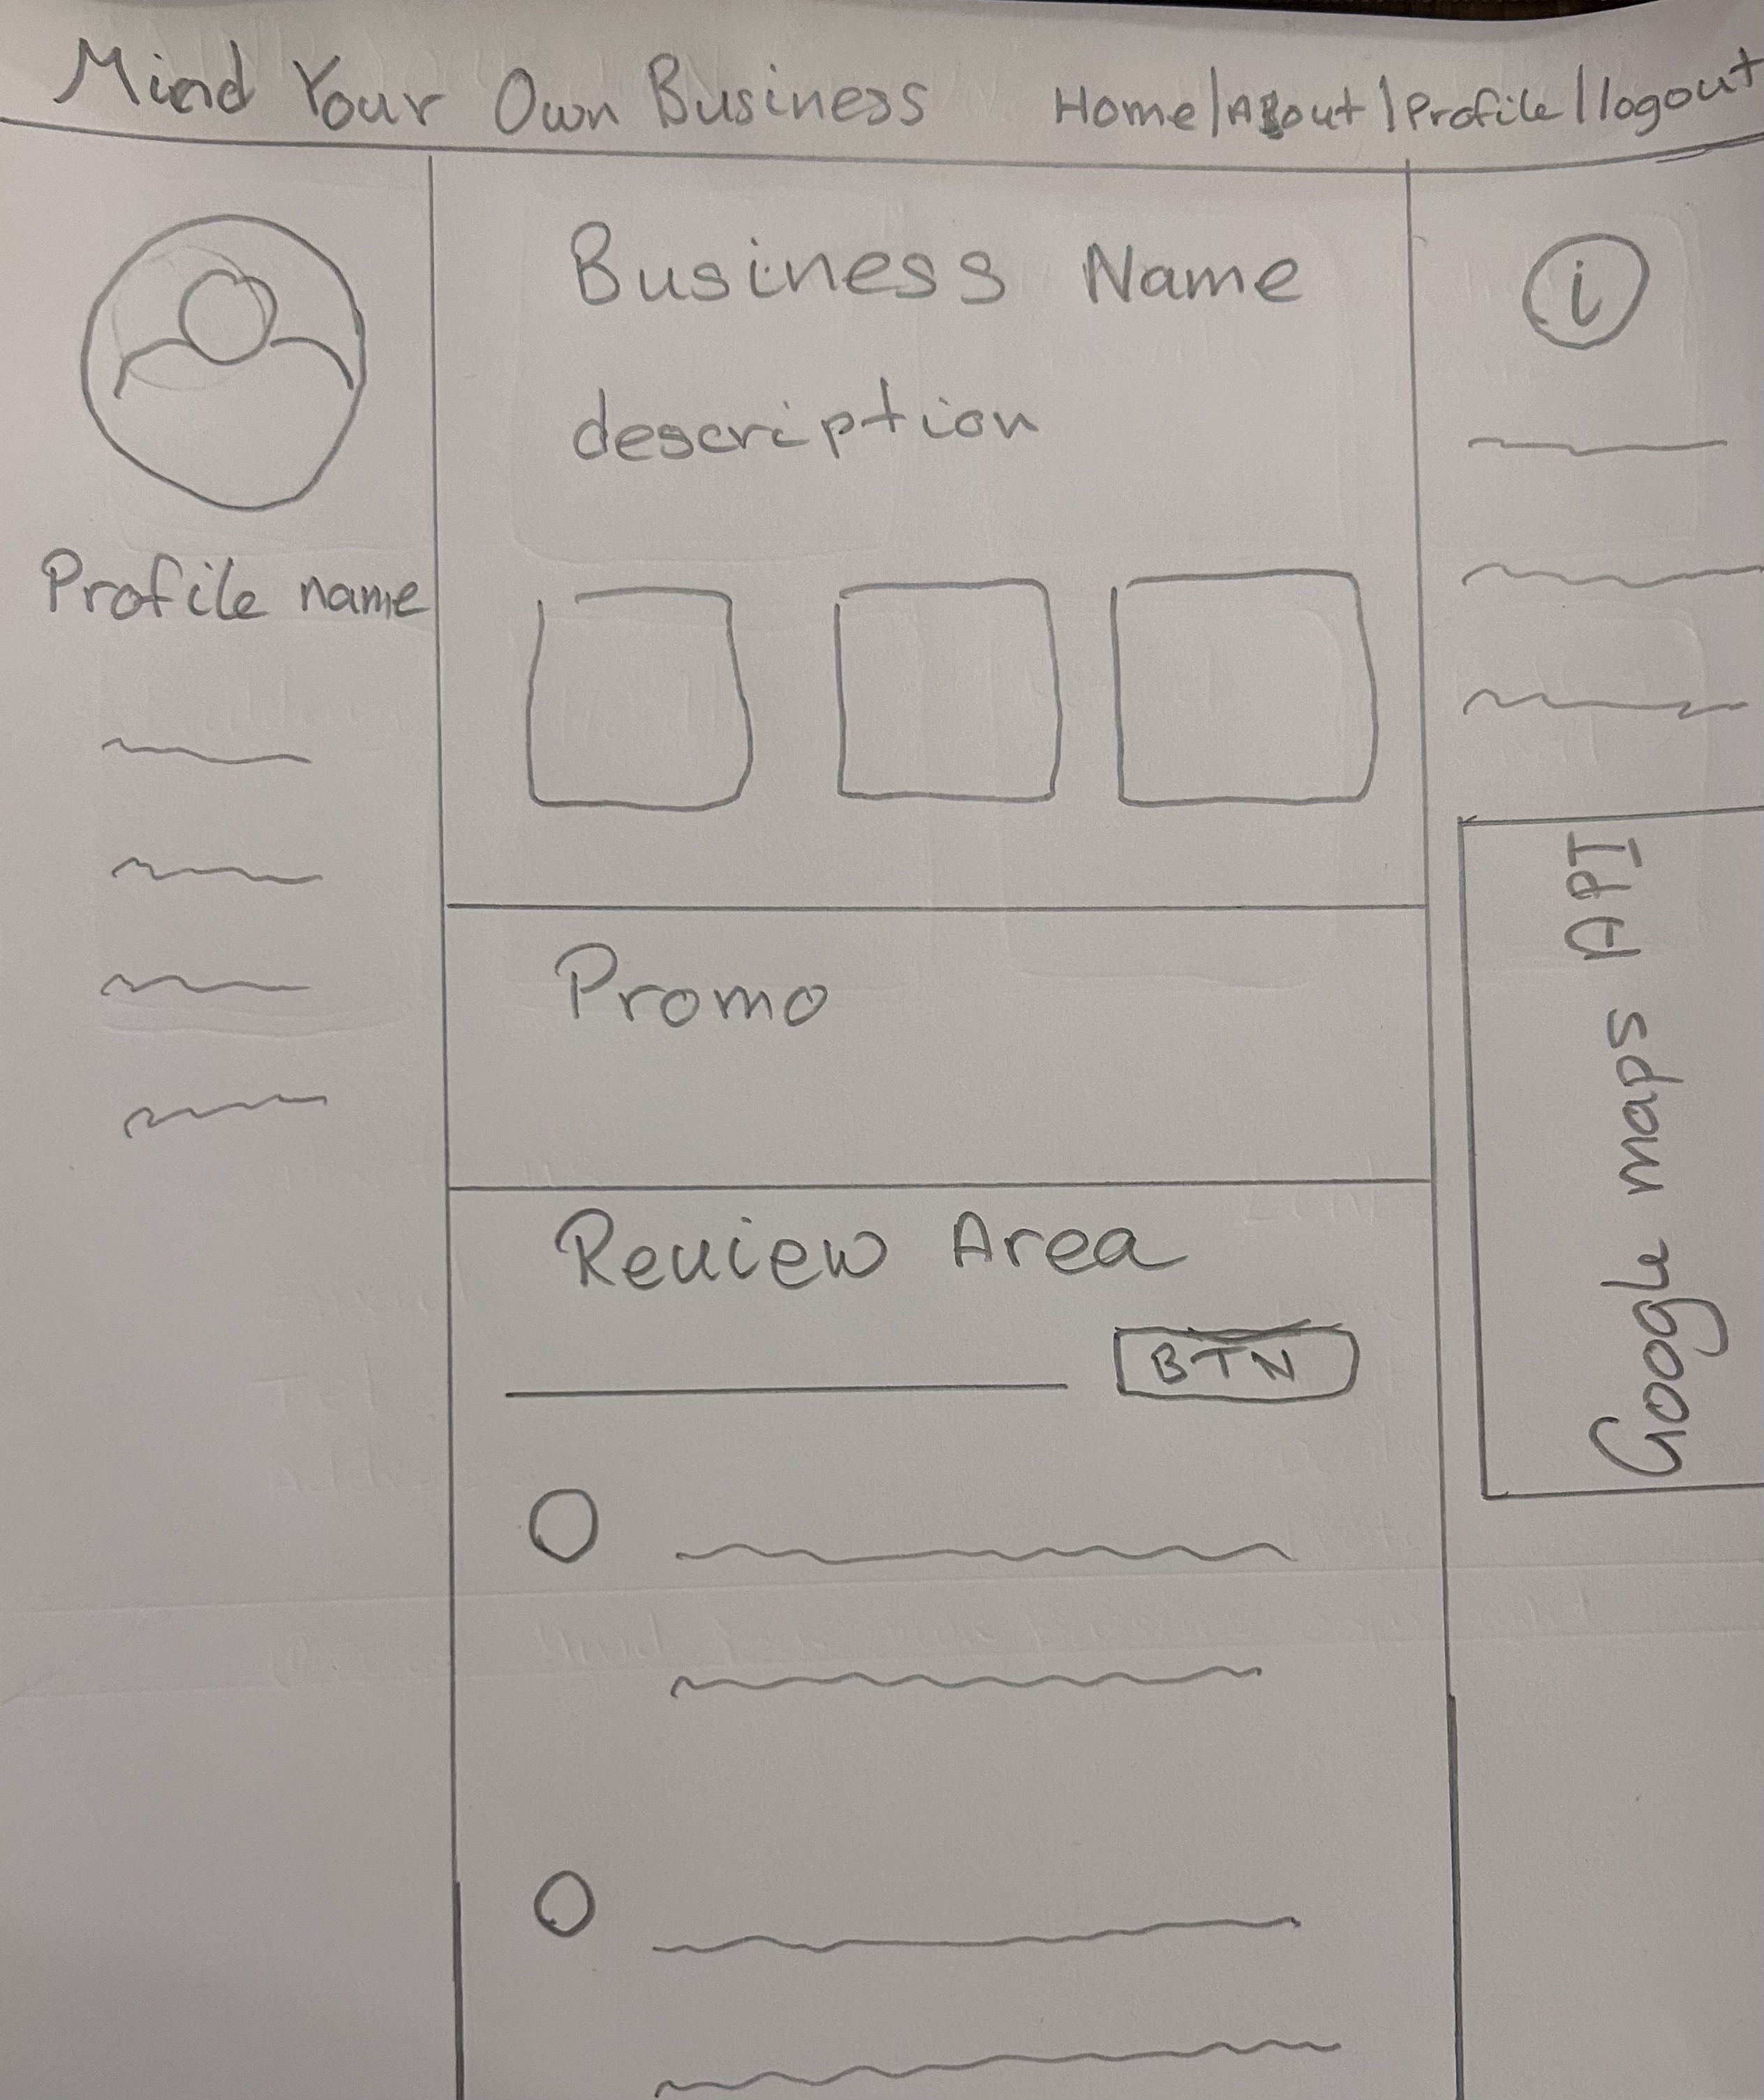 Mind Your Own Business Home|About|Profile|logout
Profile name
Business Name
description
i
Promo
Review Area
BTN
Google maps API